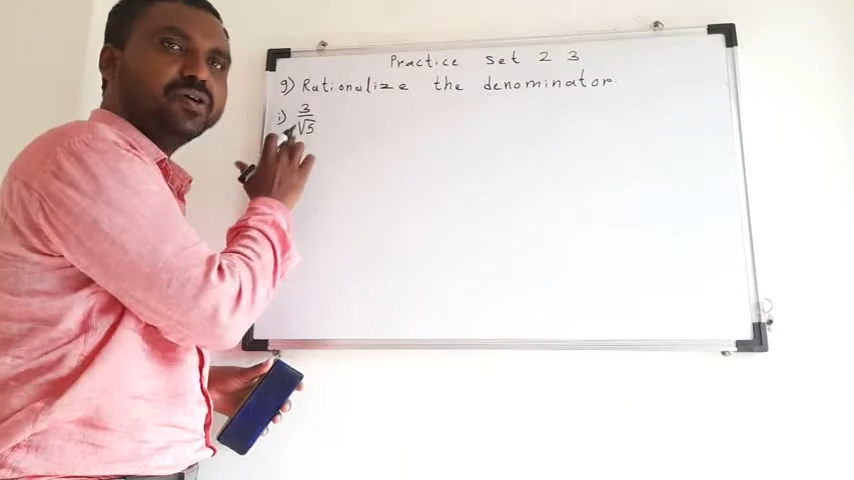 Practice set 2 3
9) Rationalize the denominator.
i) 3/√5